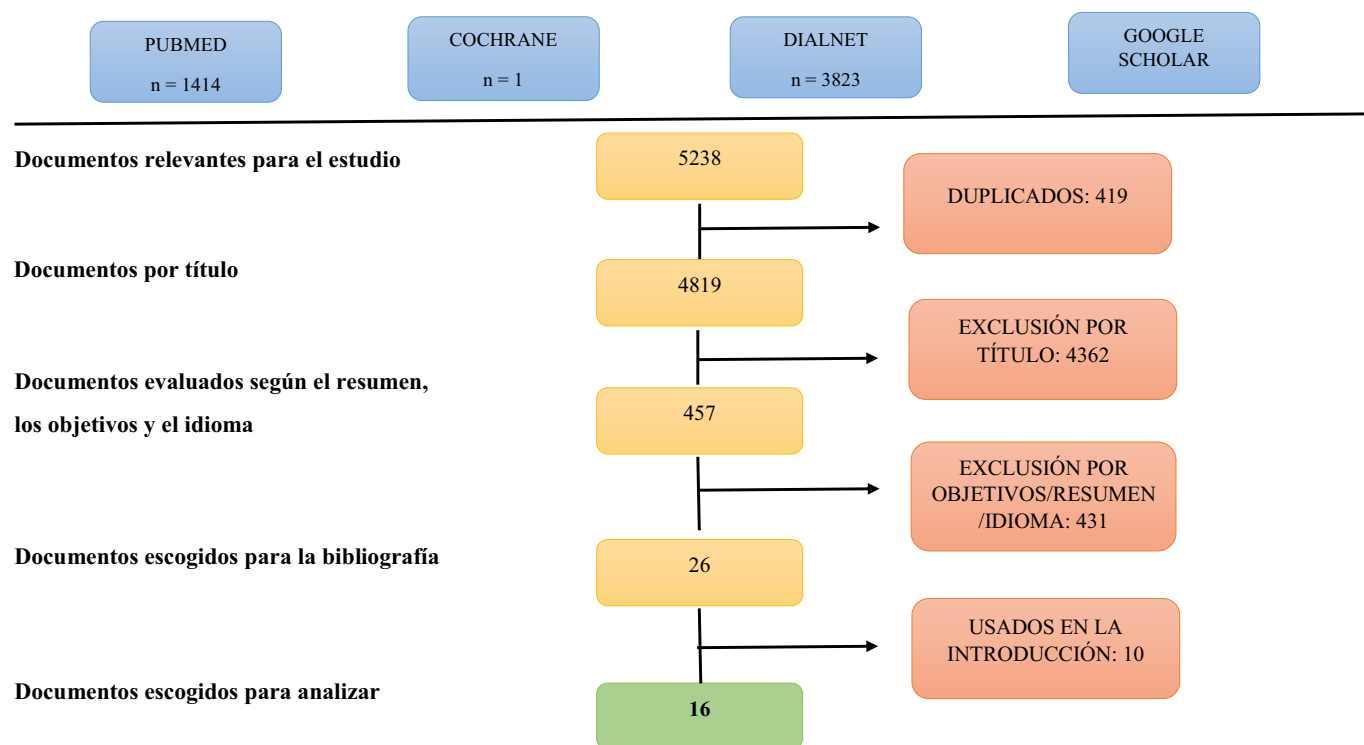 PUBMED
n = 1414
COCHRANE
n = 1
DIALNET
n = 3823
GOOGLE
SCHOLAR
Documentos relevantes para el estudio
5238
DUPLICADOS: 419
Documentos por título
4819
EXCLUSIÓN POR
TÍTULO: 4362
Documentos evaluados según el resumen,
los objetivos y el idioma
457
EXCLUSIÓN POR
OBJETIVOS/RESUMEN
/IDIOMA: 431
Documentos escogidos para la bibliografía
26
USADOS EN LA
INTRODUCCIÓN: 10
Documentos escogidos para analizar
16